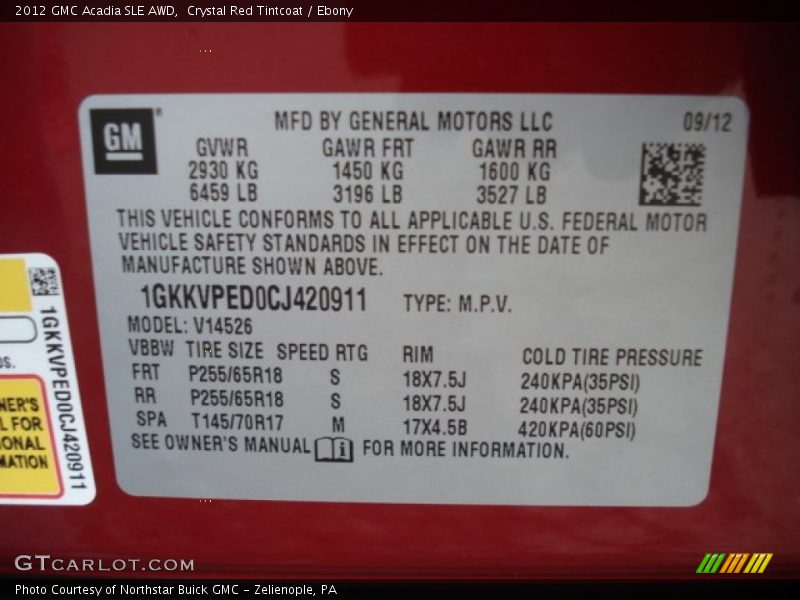 2012 GMC Acadia SLE AWD,  Crystal Red Tintcoat / Ebony
GM
MFD BY GENERAL MOTORS LLC 09/12
GVWR GAWR FRT GAWR RR
2930 KG 1450 KG 1600 KG
6459 LB 3196 LB 3527 LB
THIS VEHICLE CONFORMS TO ALL APPLICABLE U.S. FEDERAL MOTOR
VEHICLE SAFETY STANDARDS IN EFFECT ON THE DATE OF
MANUFACTURE SHOWN ABOVE.
1GKKVPED0CJ420911 TYPE: M.P.V.
MODEL: V14526
VBBW TIRE SIZE SPEED RTG RIM COLD TIRE PRESSURE
FRT P255/65R18 S 18X7.5J 240KPA(35PSI)
RR P255/65R18 S 18X7.5J 240KPA(35PSI)
SPA T145/70R17 M 17X4.5B 420KPA(60PSI)
SEE OWNER'S MANUAL i FOR MORE INFORMATION.
1GKKVPED0CJ420911
US.
NER'S
L FOR
IONAL
MATION
GTCARLOT.COM
Photo Courtesy of Northstar Buick GMC - Zelienople, PA